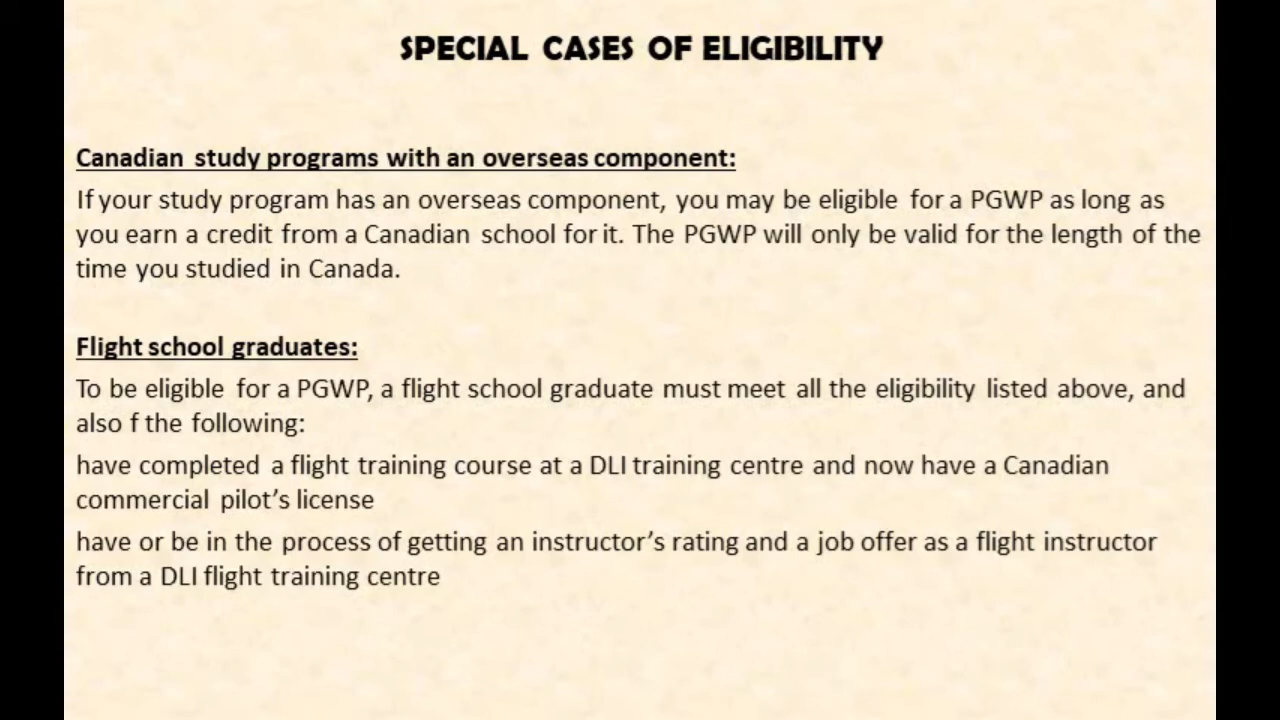 SPECIAL CASES OF ELIGIBILITY
Canadian study programs with an overseas component:
If your study program has an overseas component, you may be eligible for a PGWP as long as
you earn a credit from a Canadian school for it. The PGWP will only be valid for the length of the
time you studied in Canada.
Flight school graduates:
To be eligible for a PGWP, a flight school graduate must meet all the eligibility listed above, and
also f the following:
have completed a flight training course at a DLI training centre and now have a Canadian
commercial pilot’s license
have or be in the process of getting an instructor’s rating and a job offer as a flight instructor
from a DLI flight training centre